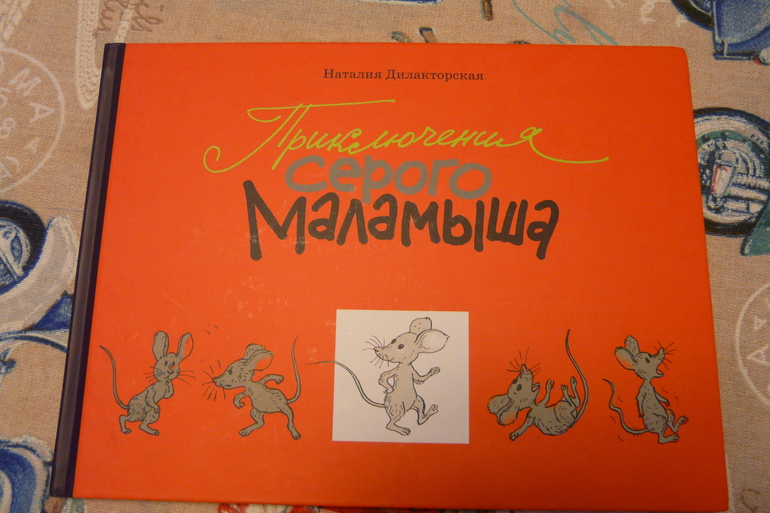 Наталия Дилакторская
Приключения
серого
Маламыша